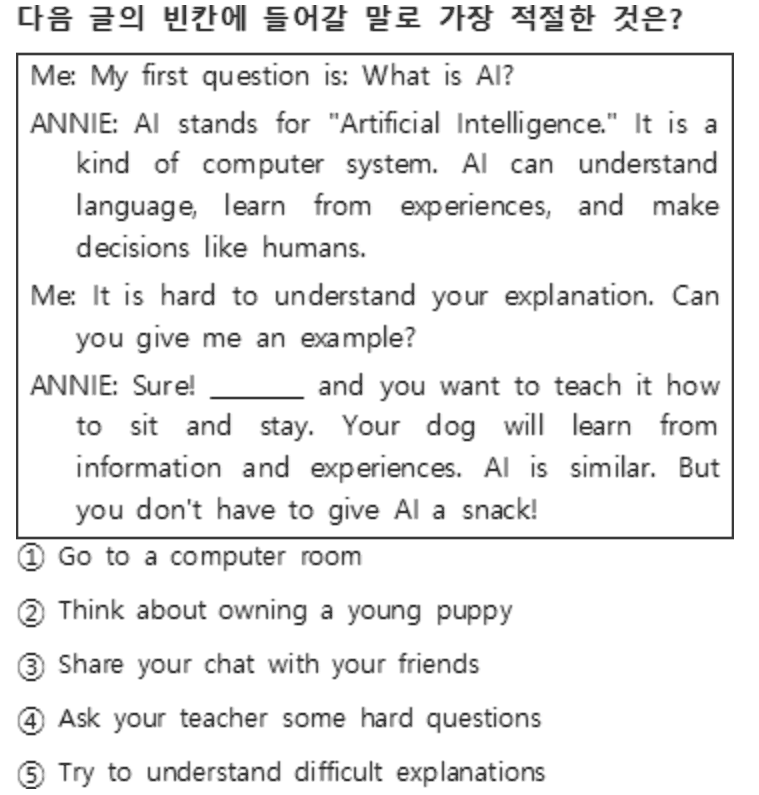 다음 글의 빈칸에 들어갈 말로 가장 적절한 것은?
Me: My first question is: What is AI?
ANNIE: AI stands for "Artificial Intelligence." It is a
kind of computer system. AI can understand
language, learn from experiences, and make
decisions like humans.
Me: It is hard to understand your explanation. Can
you give me an example?
ANNIE: Sure! ______ and you want to teach it how
to sit and stay. Your dog will learn from
information and experiences. AI is similar. But
you don't have to give AI a snack!
① Go to a computer room
② Think about owning a young puppy
③ Share your chat with your friends
④ Ask your teacher some hard questions
⑤ Try to understand difficult explanations